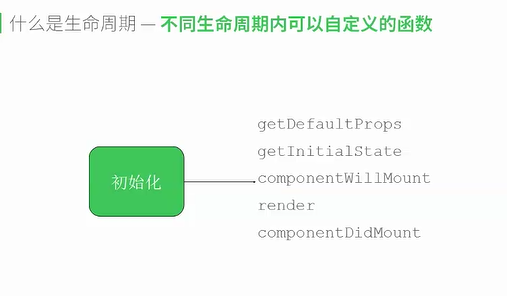 什么是生命周期 — 不同生命周期内可以自定义的函数
getDefaultProps
getInitialState
初始化
componentWillMount
render
componentDidMount